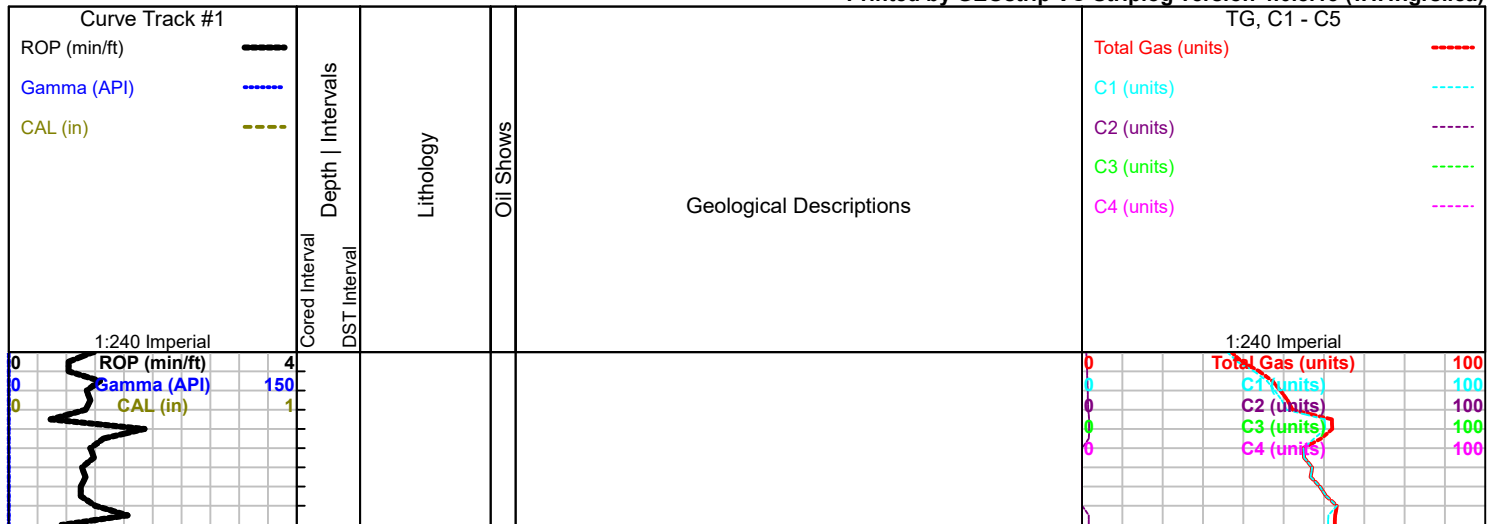 Curve Track #1
ROP (min/ft)
Gamma (API)
CAL (in)
1:240 Imperial
Depth | Intervals
Cored Interval
DST Interval
Lithology
Oil Shows
Geological Descriptions
TG, C1 - C5
Total Gas (units)
C1 (units)
C2 (units)
C3 (units)
C4 (units)
1:240 Imperial
0 ROP (min/ft) 4
0 Gamma (API) 150
0 CAL (in) 1
0 Total Gas (units) 100
0 C1 (units) 100
0 C2 (units) 100
0 C3 (units) 100
0 C4 (units) 100